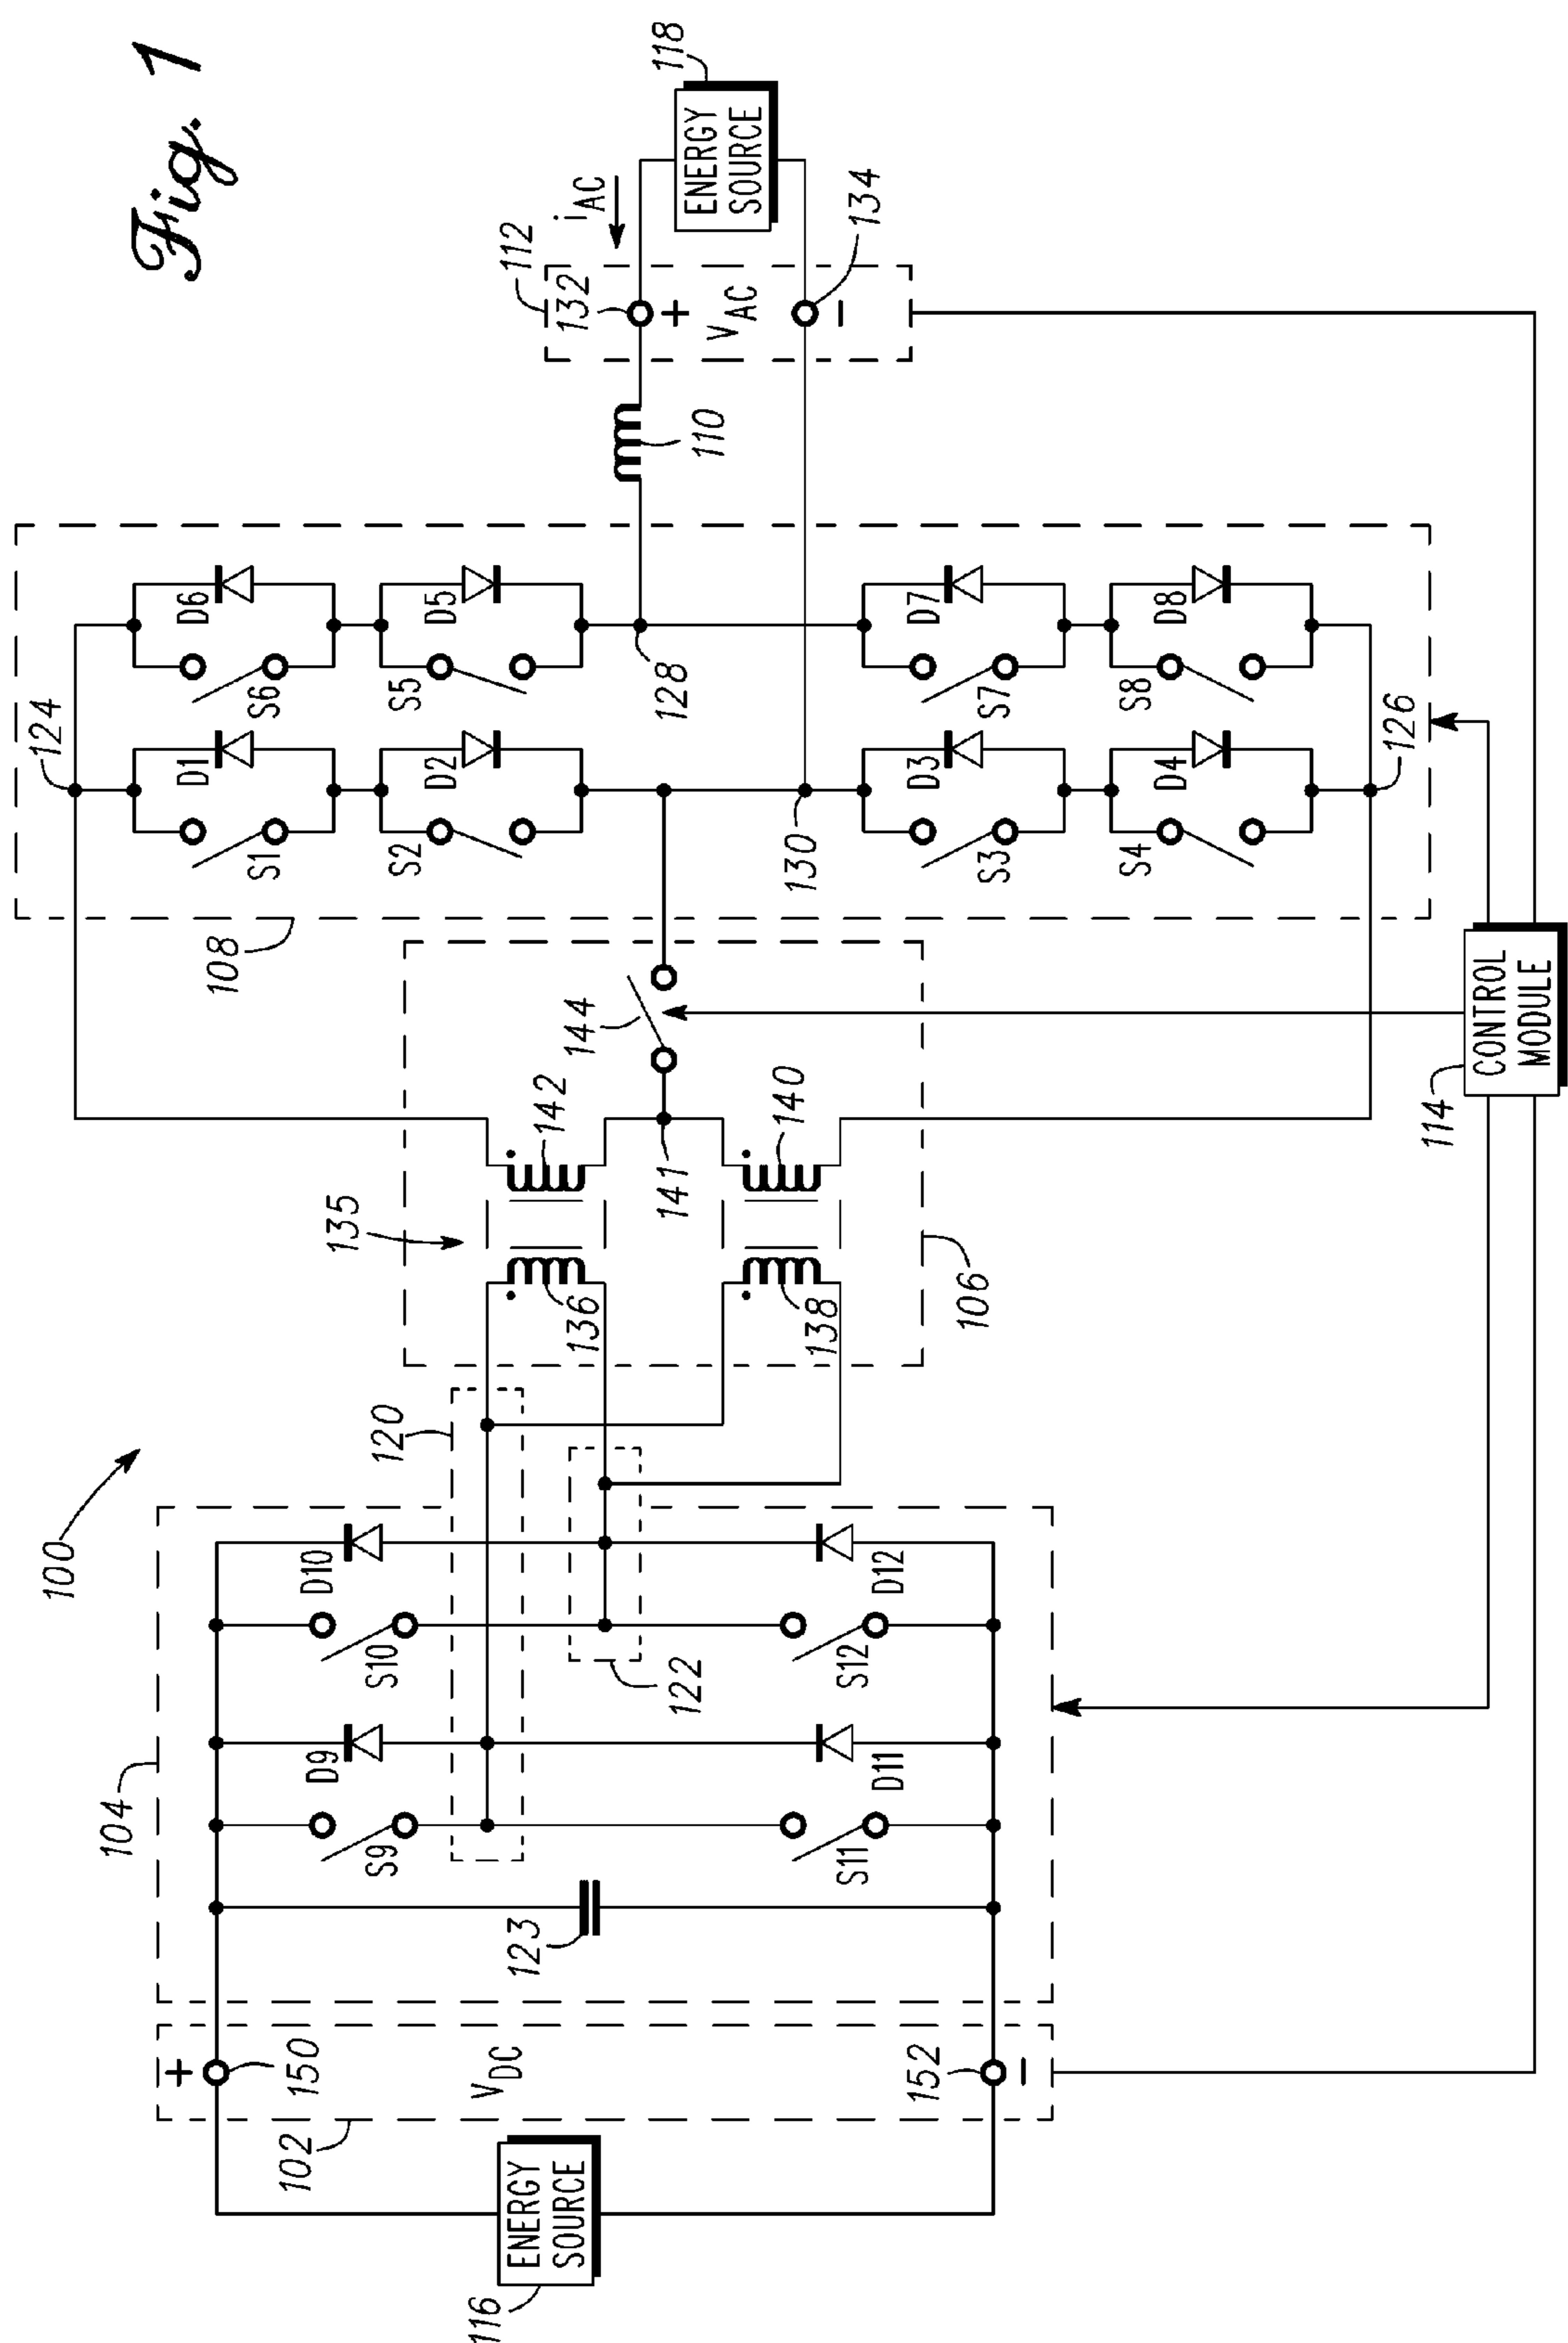 Fig. 1
100
118
ENERGY
SOURCE
iAC
112
132
+
VAC
134
−
110
124
D6
S6
D5
S5
128
D7
S7
D8
S8
D1
S1
D2
S2
130
D3
S3
D4
S4
126
108
144
142
141
140
135
136
138
106
114
CONTROL
MODULE
120
122
104
D10
S10
D12
S12
D9
S9
D11
S11
123
+
150
VDC
152
−
102
ENERGY
SOURCE
116